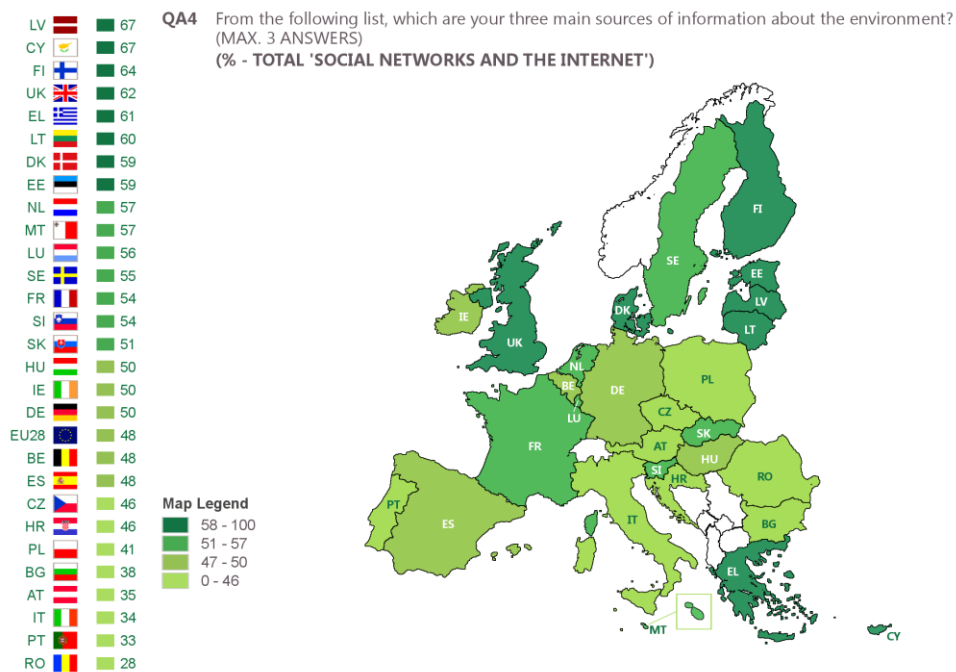 QA4 From the following list, which are your three main sources of information about the environment?
(MAX. 3 ANSWERS)
(% - TOTAL 'SOCIAL NETWORKS AND THE INTERNET')
LV 67
CY 67
FI 64
UK 62
EL 61
LT 60
DK 59
EE 59
NL 57
MT 57
LU 56
SE 55
FR 54
SI 54
SK 51
HU 50
IE 50
DE 50
EU28 48
BE 48
ES 48
CZ 46
HR 46
PL 41
BG 38
AT 35
IT 34
PT 33
RO 28
Map Legend
58 - 100
51 - 57
47 - 50
0 - 46
FI
SE
EE
LV
LT
DK
IE
UK
NL
BE
DE
PL
LU
CZ
SK
FR
AT
HU
SI
HR
RO
PT
ES
IT
BG
EL
MT
CY